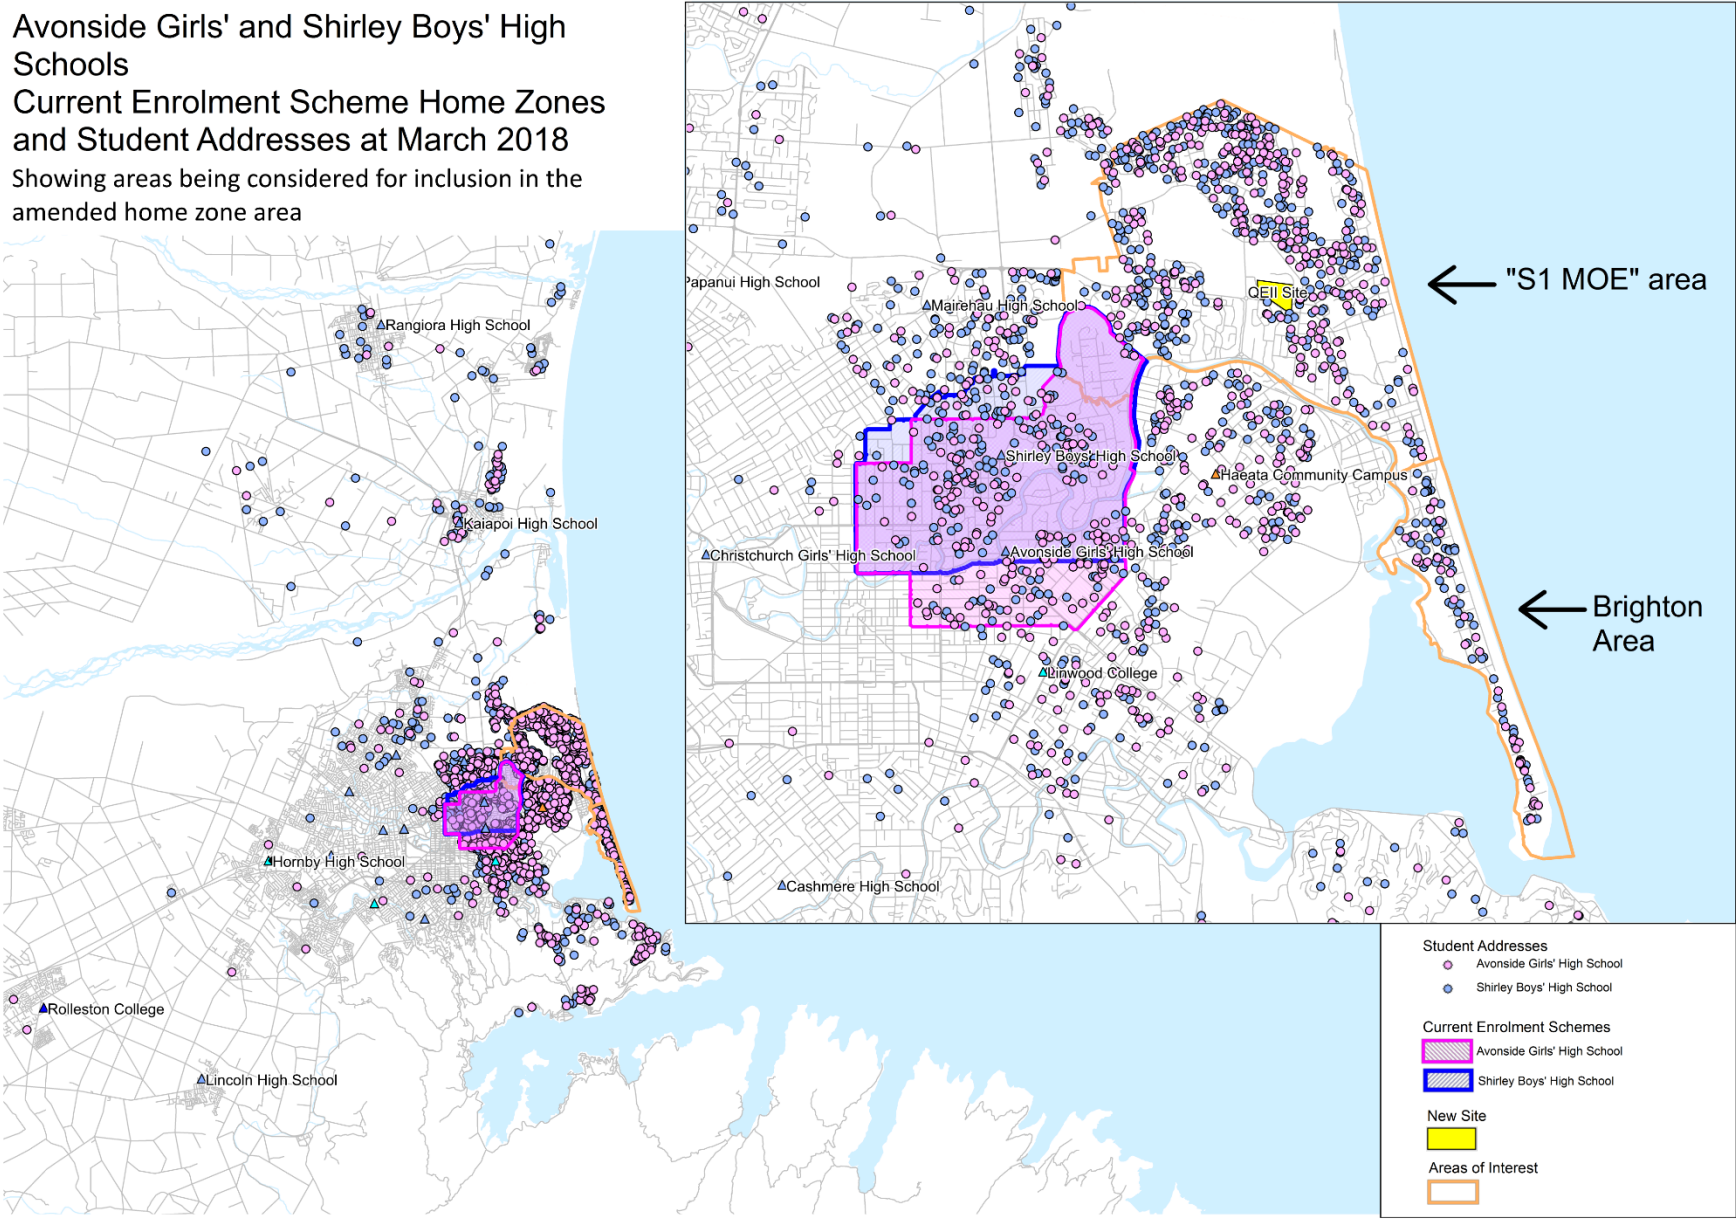 Avonside Girls' and Shirley Boys' High
Schools
Current Enrolment Scheme Home Zones
and Student Addresses at March 2018
Showing areas being considered for inclusion in the
amended home zone area
Rangiora High School
Kaiapoi High School
Hornby High School
Rolleston College
Lincoln High School
Papanui High School
Mairehau High School
QEII Site
Shirley Boys' High School
Haeata Community Campus
Christchurch Girls' High School
Avonside Girls' High School
Linwood College
Cashmere High School
"S1 MOE" area
Brighton
Area
Student Addresses
Avonside Girls' High School
Shirley Boys' High School
Current Enrolment Schemes
Avonside Girls' High School
Shirley Boys' High School
New Site
Areas of Interest